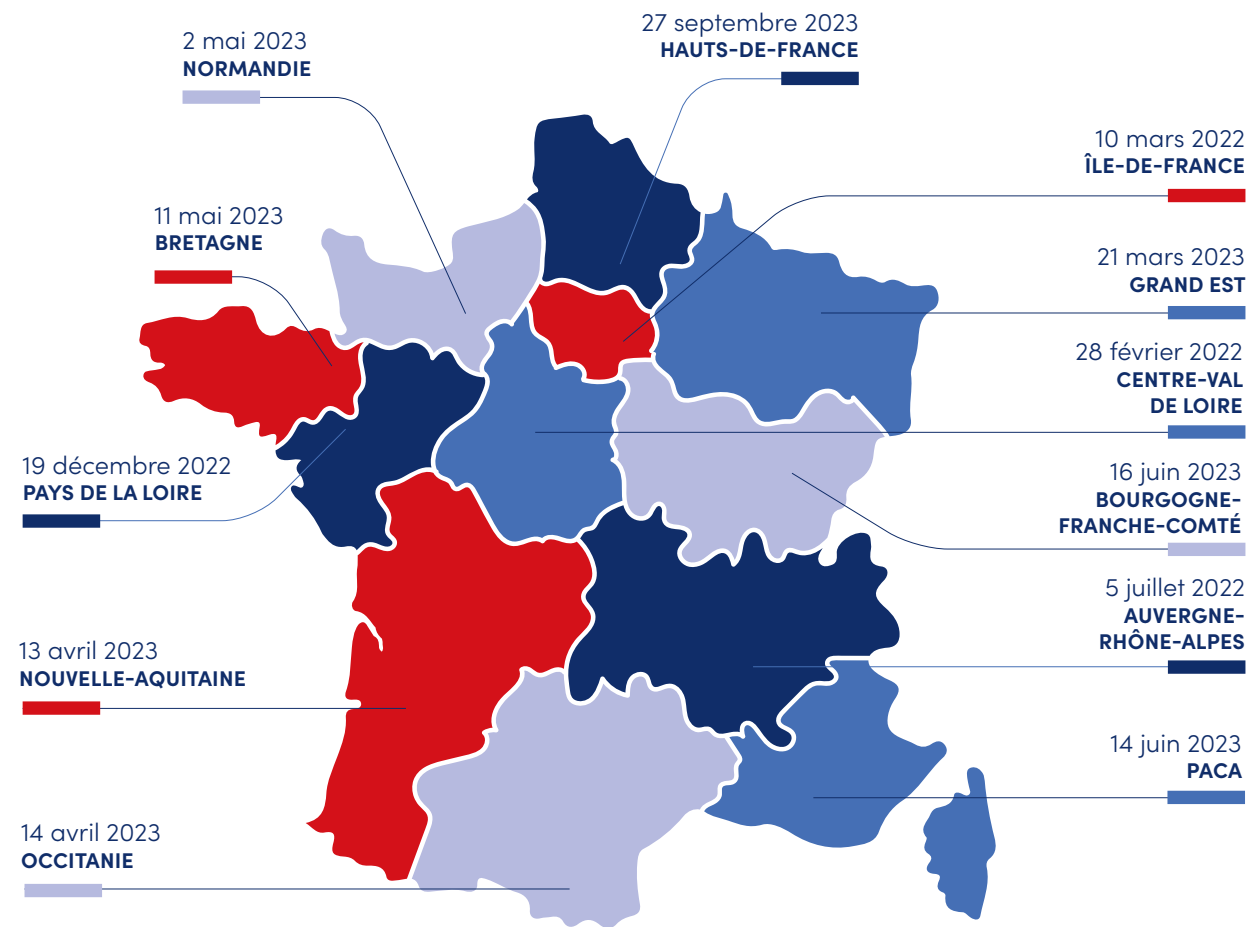 2 mai 2023
NORMANDIE
27 septembre 2023
HAUTS-DE-FRANCE
10 mars 2022
ÎLE-DE-FRANCE
11 mai 2023
BRETAGNE
21 mars 2023
GRAND EST
28 février 2022
CENTRE-VAL
DE LOIRE
19 décembre 2022
PAYS DE LA LOIRE
16 juin 2023
BOURGOGNE-
FRANCHE-COMTÉ
5 juillet 2022
AUVERGNE-
RHÔNE-ALPES
13 avril 2023
NOUVELLE-AQUITAINE
14 juin 2023
PACA
14 avril 2023
OCCITANIE